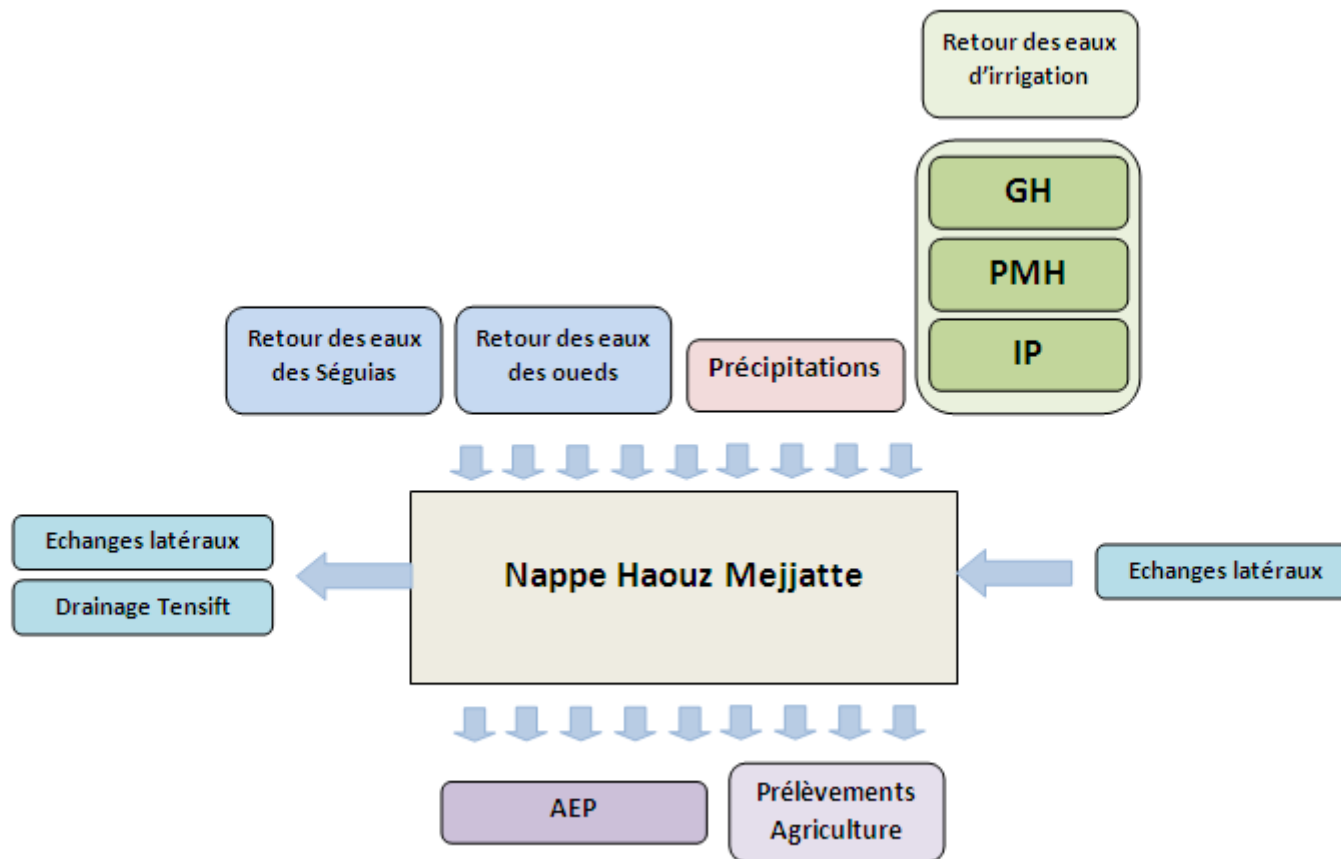 Retour des eaux
d'irrigation
GH
PMH
IP
Retour des eaux
des Séguias
Retour des eaux
des oueds
Précipitations
Echanges latéraux
Drainage Tensift
Nappe Haouz Mejjatte
Echanges latéraux
AEP
Prélèvements
Agriculture